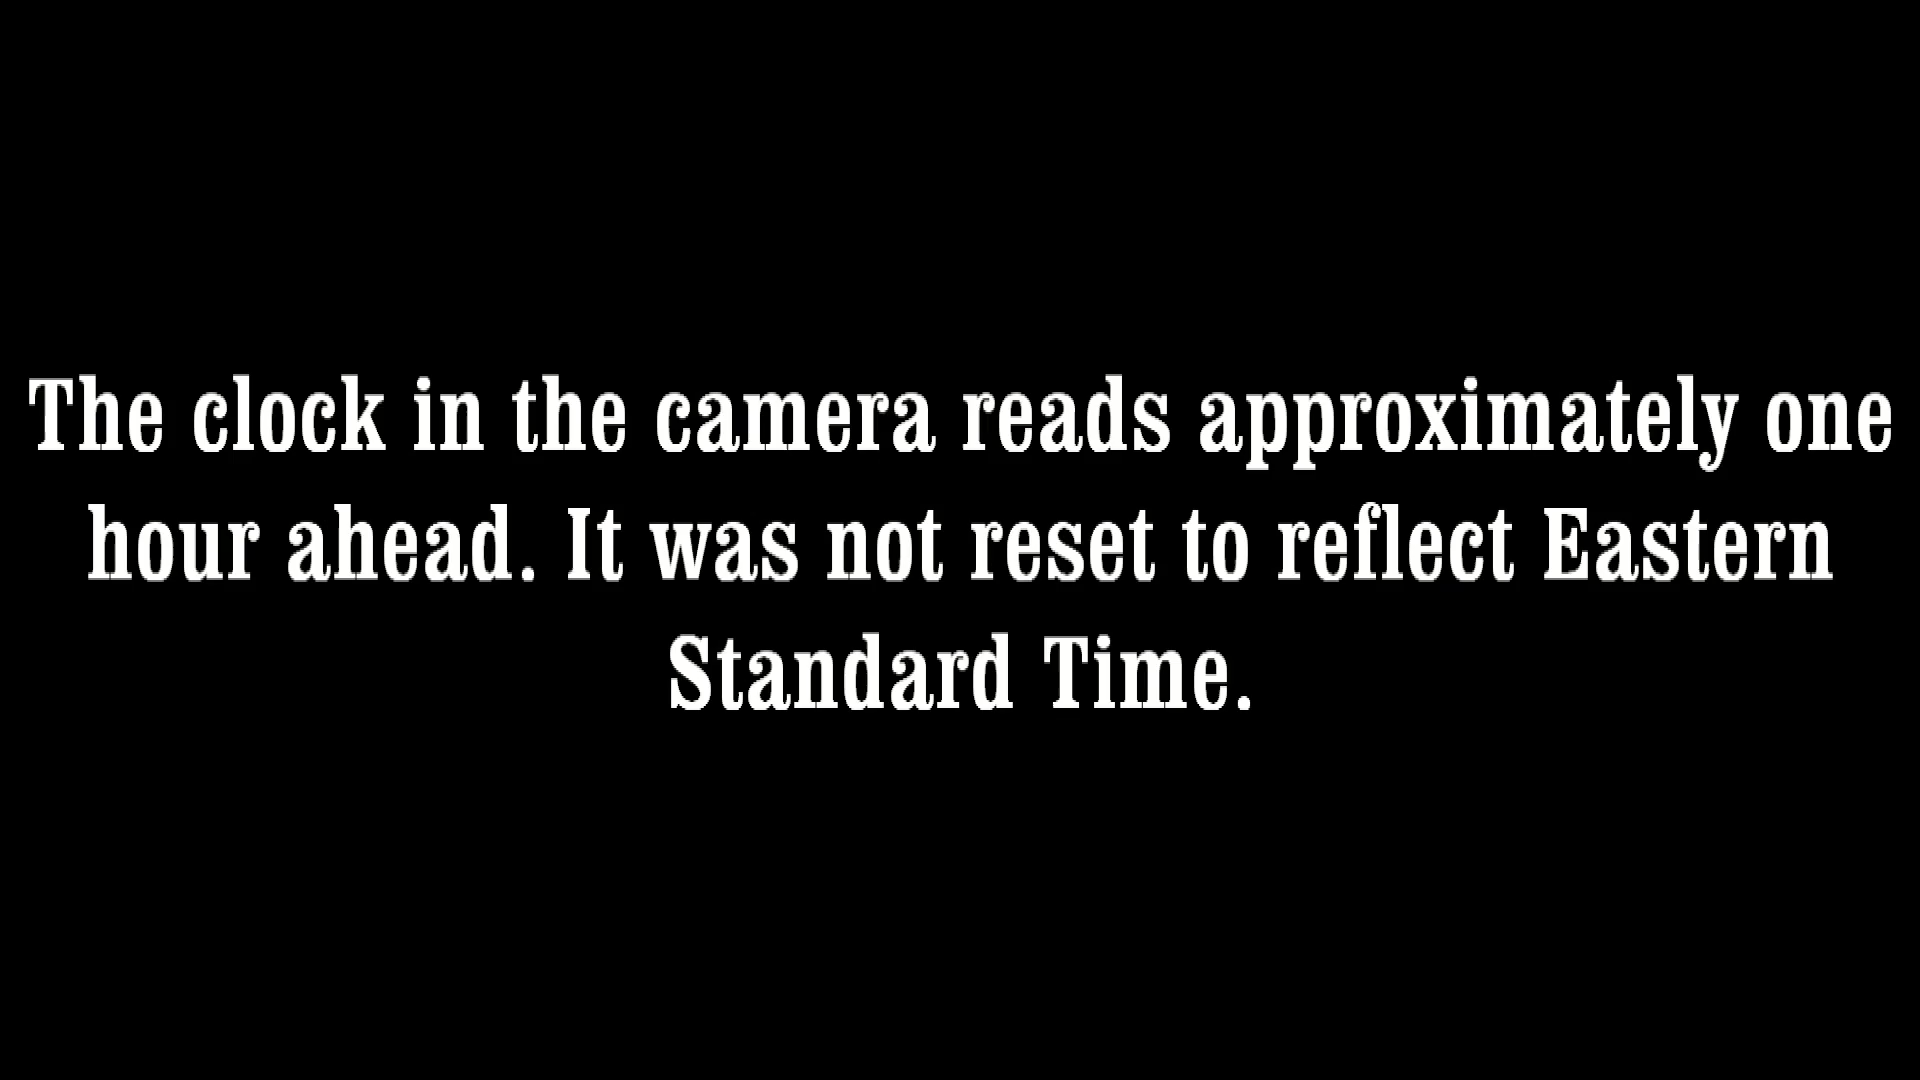 The clock in the camera reads approximately one
hour ahead. It was not reset to reflect Eastern
Standard Time.